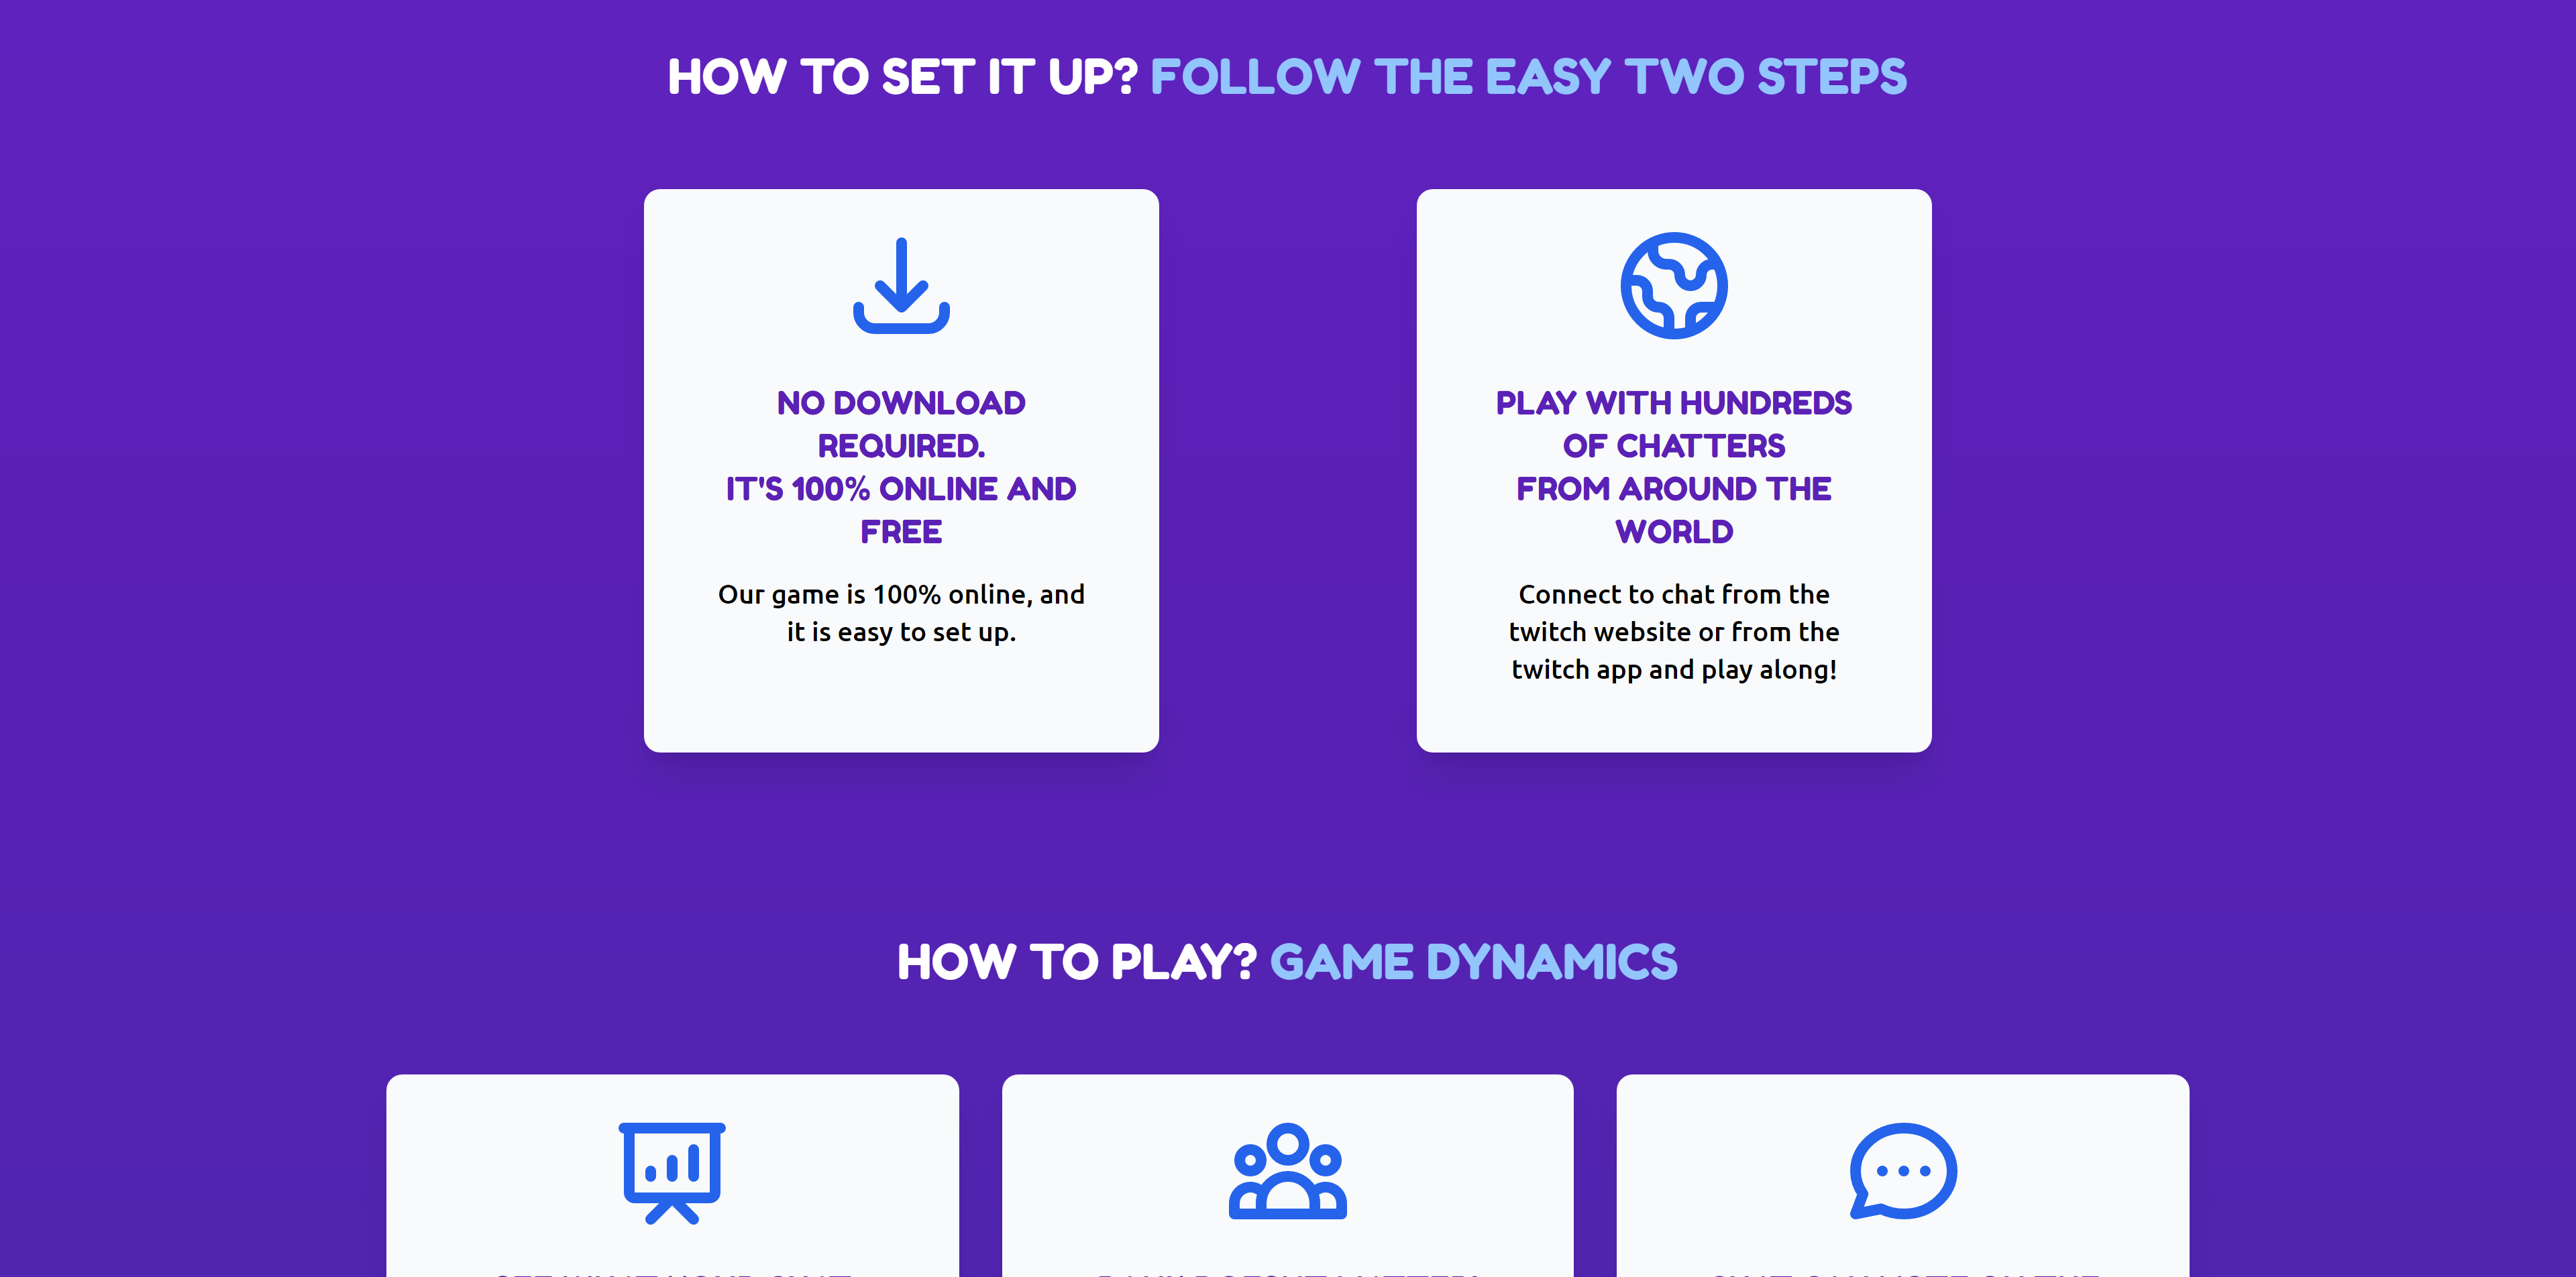 HOW TO SET IT UP? FOLLOW THE EASY TWO STEPS
NO DOWNLOAD
REQUIRED.
IT'S 100% ONLINE AND
FREE
Our game is 100% online, and
it is easy to set up.
PLAY WITH HUNDREDS
OF CHATTERS
FROM AROUND THE
WORLD
Connect to chat from the
twitch website or from the
twitch app and play along!
HOW TO PLAY? GAME DYNAMICS